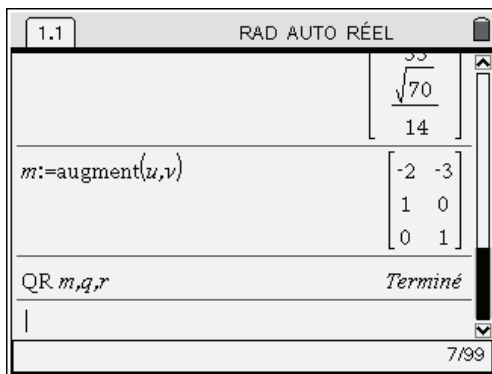 1.1 RAD AUTO RÉEL
√70
14
m:=augment(u,v)
-2 -3
1 0
0 1
QR m,q,r Terminé
7/99